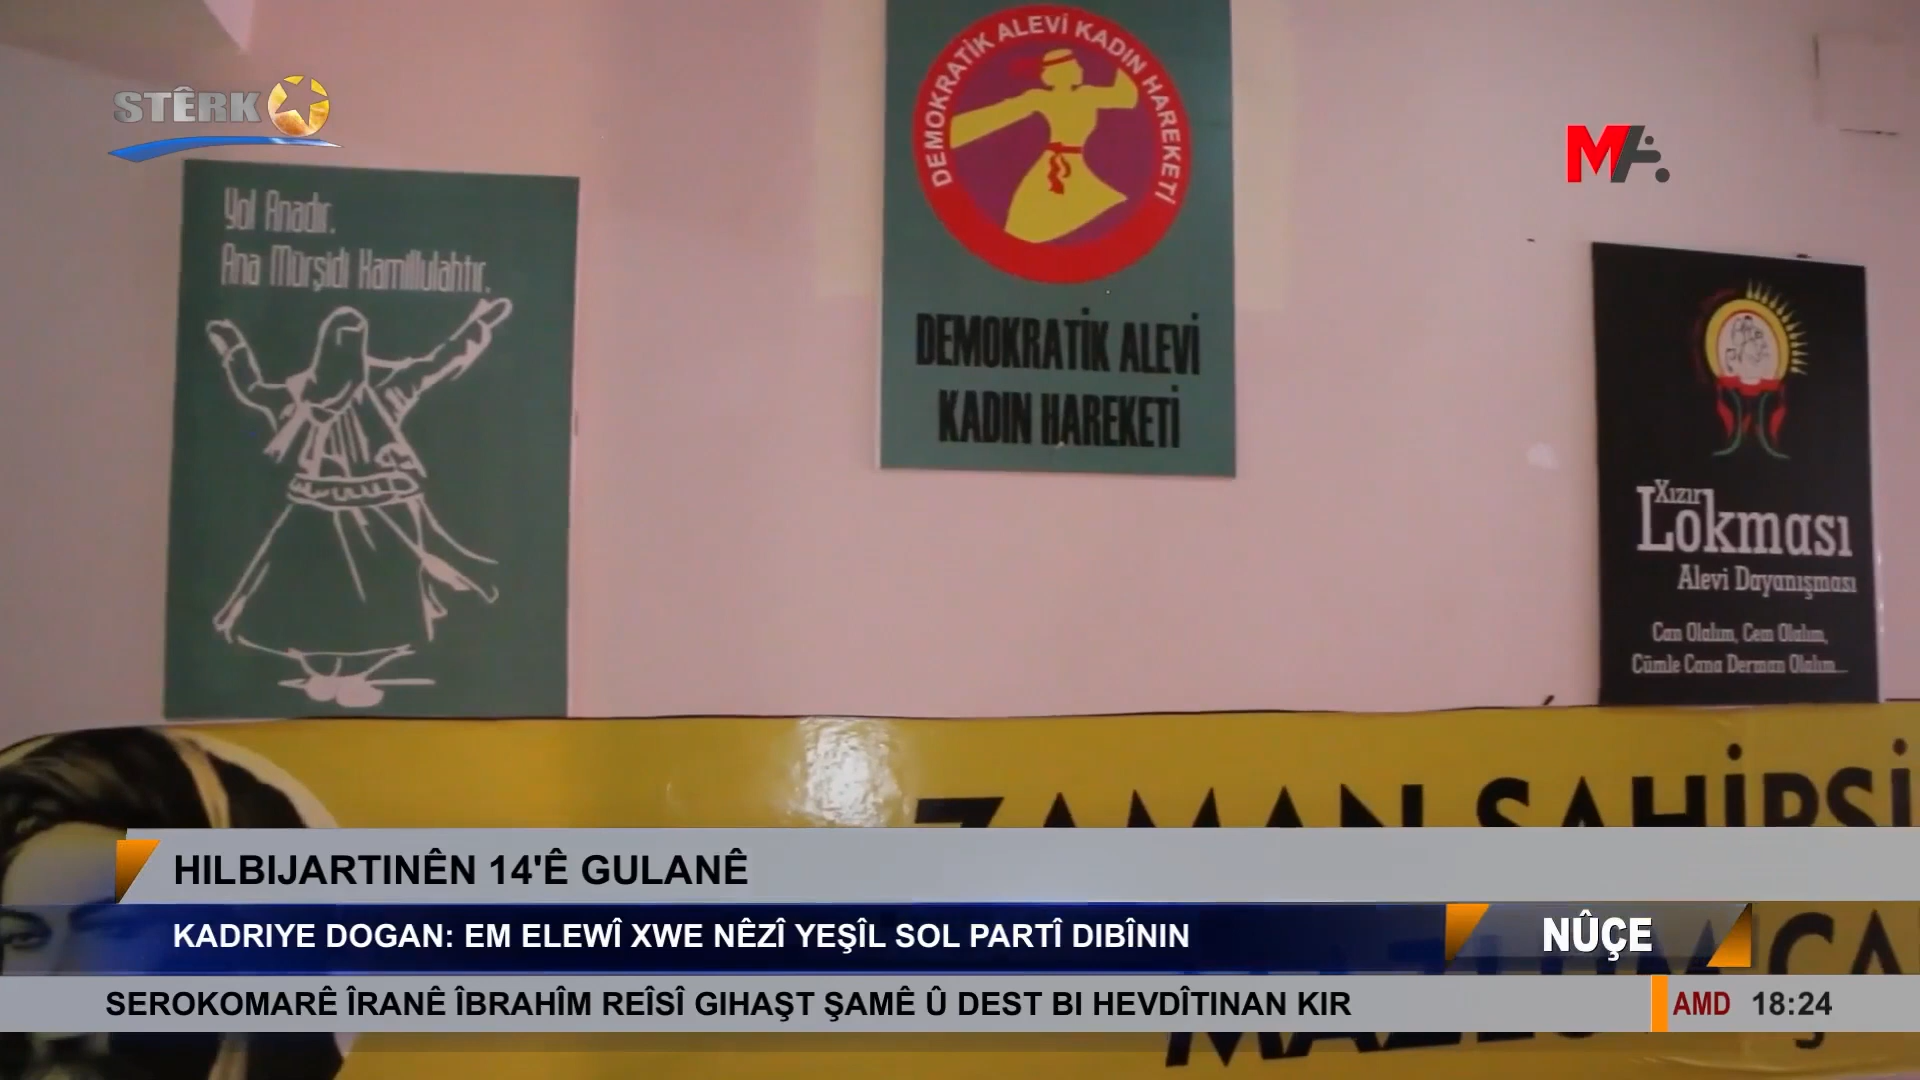 STÊRK
MA
DEMOKRATİK ALEVİ KADIN HAREKETİ
Yol Anadır.
Ana Mürşidi Kamillulahtır.
DEMOKRATİK ALEVİ
KADIN HAREKETİ
Xızır
Lokması
Alevi Dayanışması
Can Olalım, Cem Olalım,
Cümle Cana Derman Olalım...
ZAMAN SAHİPSİ
HILBIJARTINÊN 14'Ê GULANÊ
KADRIYE DOGAN: EM ELEWÎ XWE NÊZÎ YEŞÎL SOL PARTÎ DIBÎNIN
NÛÇE
SEROKOMARÊ ÎRANÊ ÎBRAHÎM REÎSÎ GIHAŞT ŞAMÊ Û DEST BI HEVDÎTINAN KIR
AMD 18:24